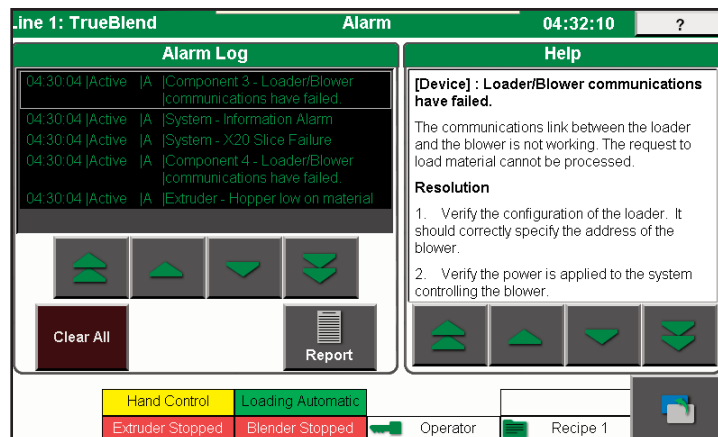 Line 1: TrueBlend
Alarm
04:32:10
?
Alarm Log
04:30:04 |Active |A |Component 3 - Loader/Blower
|communications have failed.
04:30:04 |Active |A |System - Information Alarm
04:30:04 |Active |A |System - X20 Slice Failure
04:30:04 |Active |A |Component 4 - Loader/Blower
|communications have failed.
04:30:04 |Active |A |Extruder - Hopper low on material
Clear All
Report
Help
[Device] : Loader/Blower communications
have failed.
The communications link between the loader
and the blower is not working. The request to
load material cannot be processed.
Resolution
1. Verify the configuration of the loader. It
should correctly specify the address of the
blower.
2. Verify the power is applied to the system
controlling the blower.
Hand Control
Loading Automatic
Extruder Stopped
Blender Stopped
Operator
Recipe 1